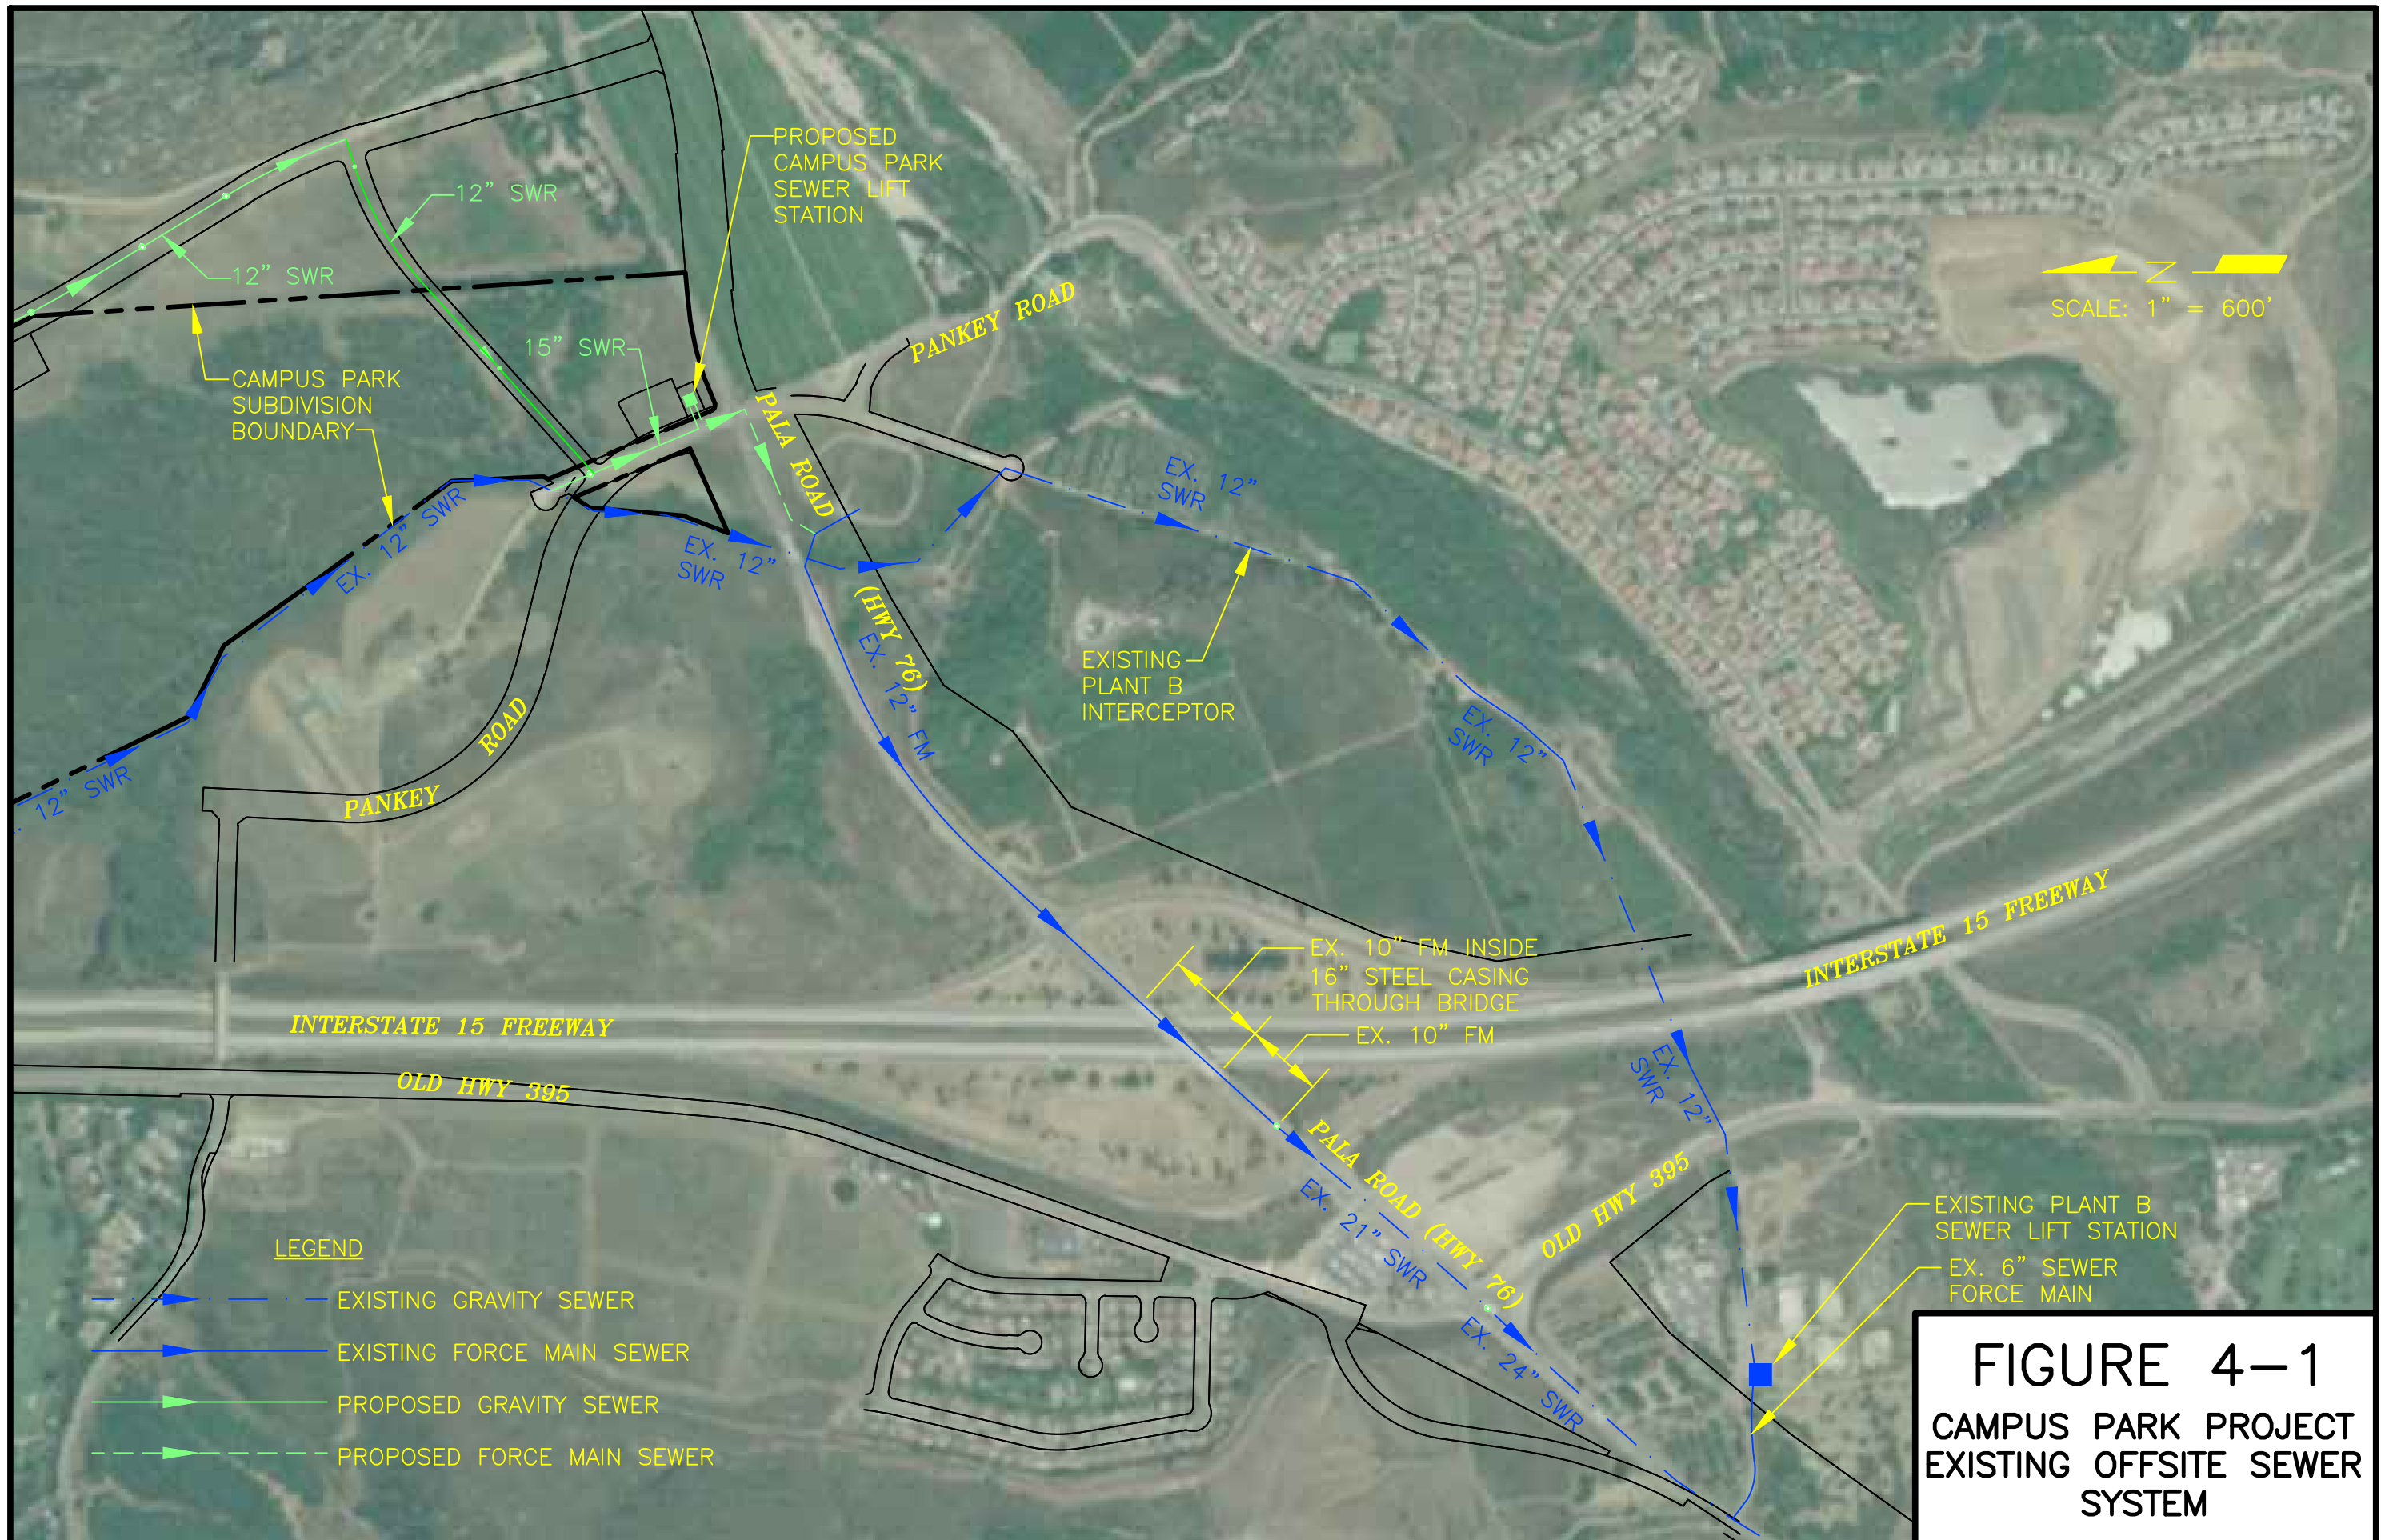 PROPOSED
CAMPUS PARK
SEWER LIFT
STATION
12" SWR
12" SWR
15" SWR
CAMPUS PARK
SUBDIVISION
BOUNDARY
PANKEY ROAD
Z
SCALE: 1" = 600'
PALA ROAD
(HWY 76)
EX. 12"
SWR
EX. 12" SWR
EX. 12"
SWR
EX. 12" FM
EXISTING
PLANT B
INTERCEPTOR
EX. 12"
SWR
. 12" SWR
PANKEY
ROAD
EX. 10" FM INSIDE
16" STEEL CASING
THROUGH BRIDGE
EX. 10" FM
INTERSTATE 15 FREEWAY
INTERSTATE 15 FREEWAY
OLD HWY 395
EX. 12"
SWR
PALA ROAD (HWY 76)
EX. 21" SWR
OLD HWY 395
EX. 24" SWR
EXISTING PLANT B
SEWER LIFT STATION
EX. 6" SEWER
FORCE MAIN
LEGEND
EXISTING GRAVITY SEWER
EXISTING FORCE MAIN SEWER
PROPOSED GRAVITY SEWER
PROPOSED FORCE MAIN SEWER
FIGURE 4-1
CAMPUS PARK PROJECT
EXISTING OFFSITE SEWER
SYSTEM